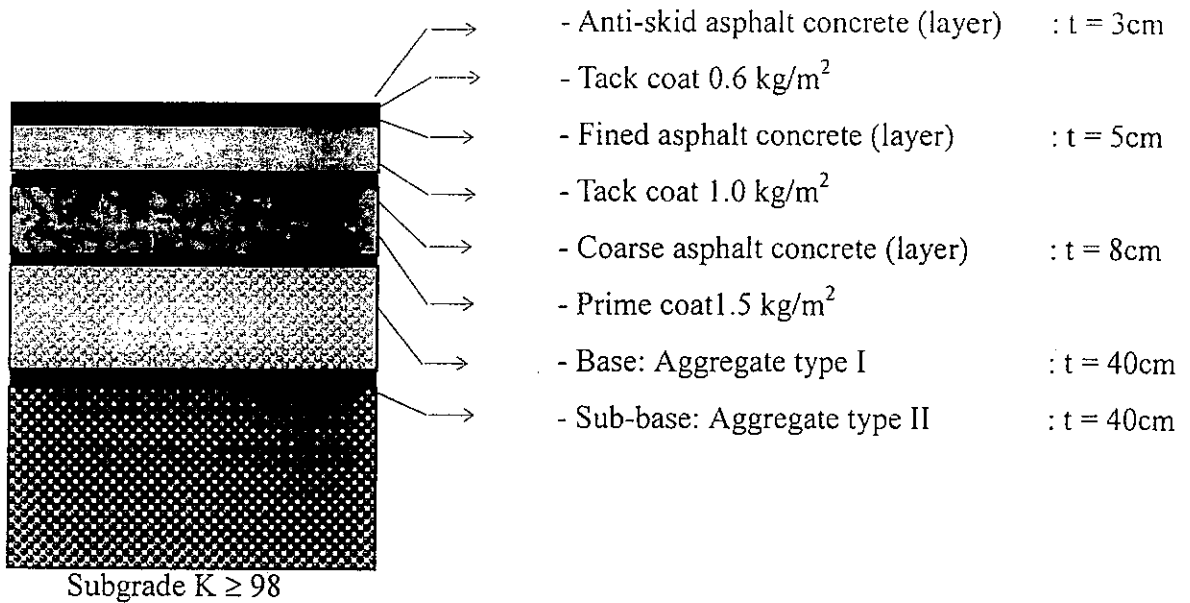 - Anti-skid asphalt concrete (layer) : t = 3cm
- Tack coat 0.6 kg/m²
- Fined asphalt concrete (layer) : t = 5cm
- Tack coat 1.0 kg/m²
- Coarse asphalt concrete (layer) : t = 8cm
- Prime coat1.5 kg/m²
- Base: Aggregate type I : t = 40cm
- Sub-base: Aggregate type II : t = 40cm
Subgrade K ≥ 98